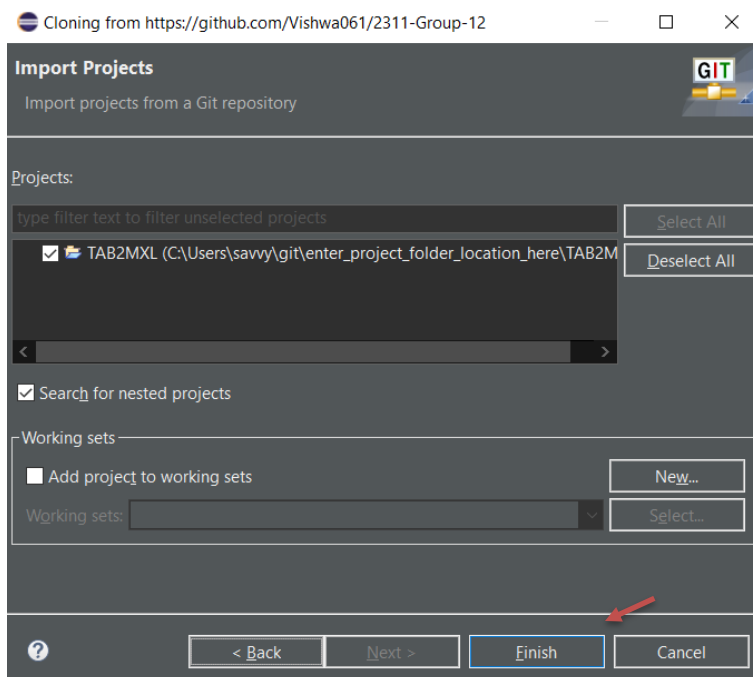 Cloning from https://github.com/Vishwa061/2311-Group-12
Import Projects
GIT
Import projects from a Git repository
Projects:
type filter text to filter unselected projects
Select All
TAB2MXL (C:\Users\savvy\git\enter_project_folder_location_here\TAB2M
Deselect All
Search for nested projects
Working sets
Add project to working sets
New...
Working sets:
Select...
?
< Back
Next >
Finish
Cancel